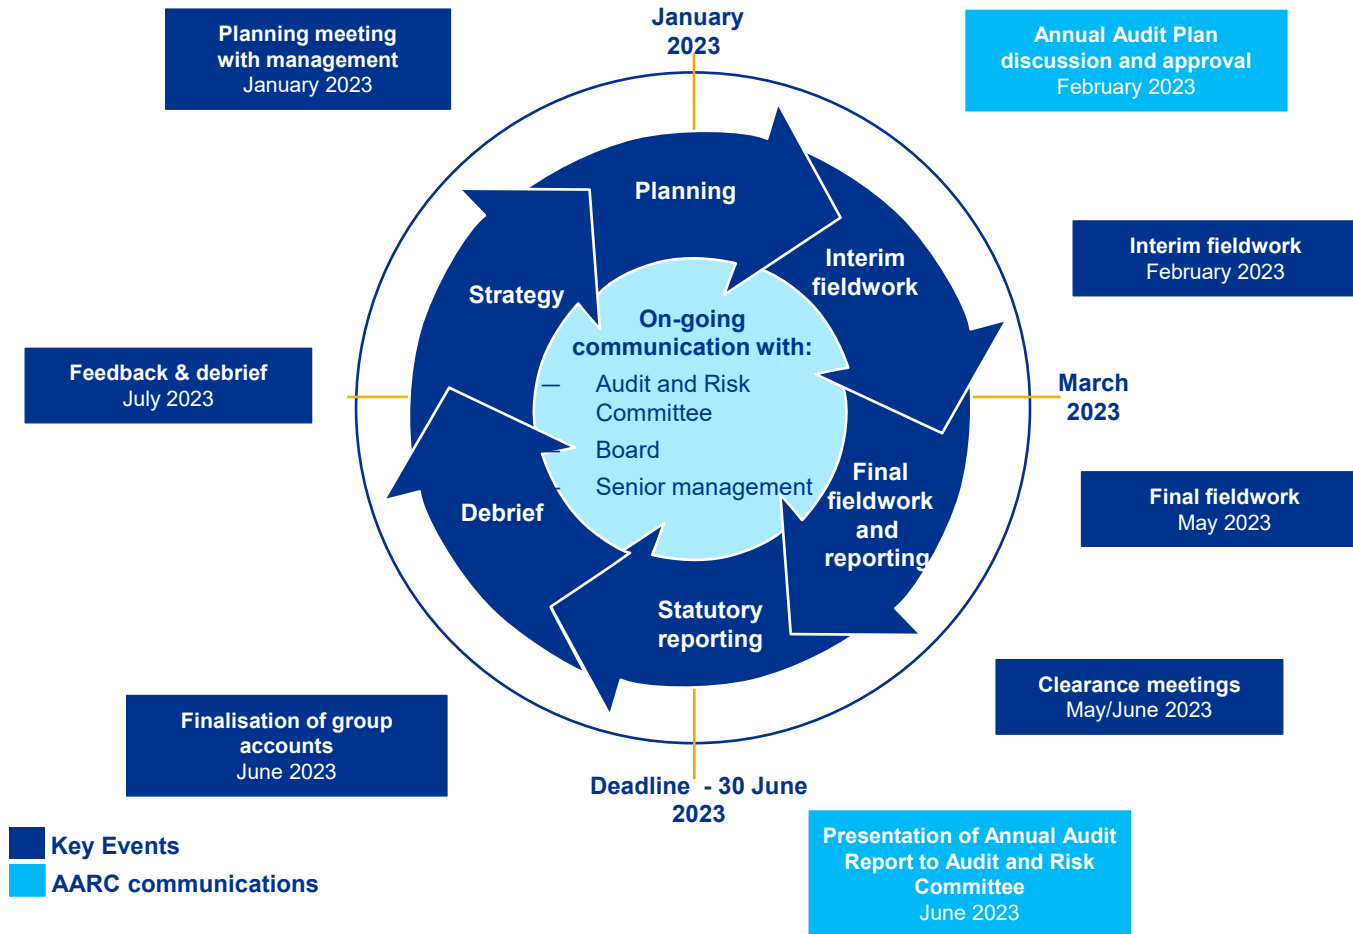 January
2023
Planning meeting
with management
January 2023
Annual Audit Plan
discussion and approval
February 2023
Planning
Interim
fieldwork
Interim fieldwork
February 2023
Strategy
On-going
communication with:
— Audit and Risk
Committee
— Board
- Senior management
Feedback & debrief
July 2023
March
2023
Final
fieldwork
and
reporting
Final fieldwork
May 2023
Debrief
Statutory
reporting
Clearance meetings
May/June 2023
Finalisation of group
accounts
June 2023
Deadline - 30 June
2023
Presentation of Annual Audit
Report to Audit and Risk
Committee
June 2023
Key Events
AARC communications